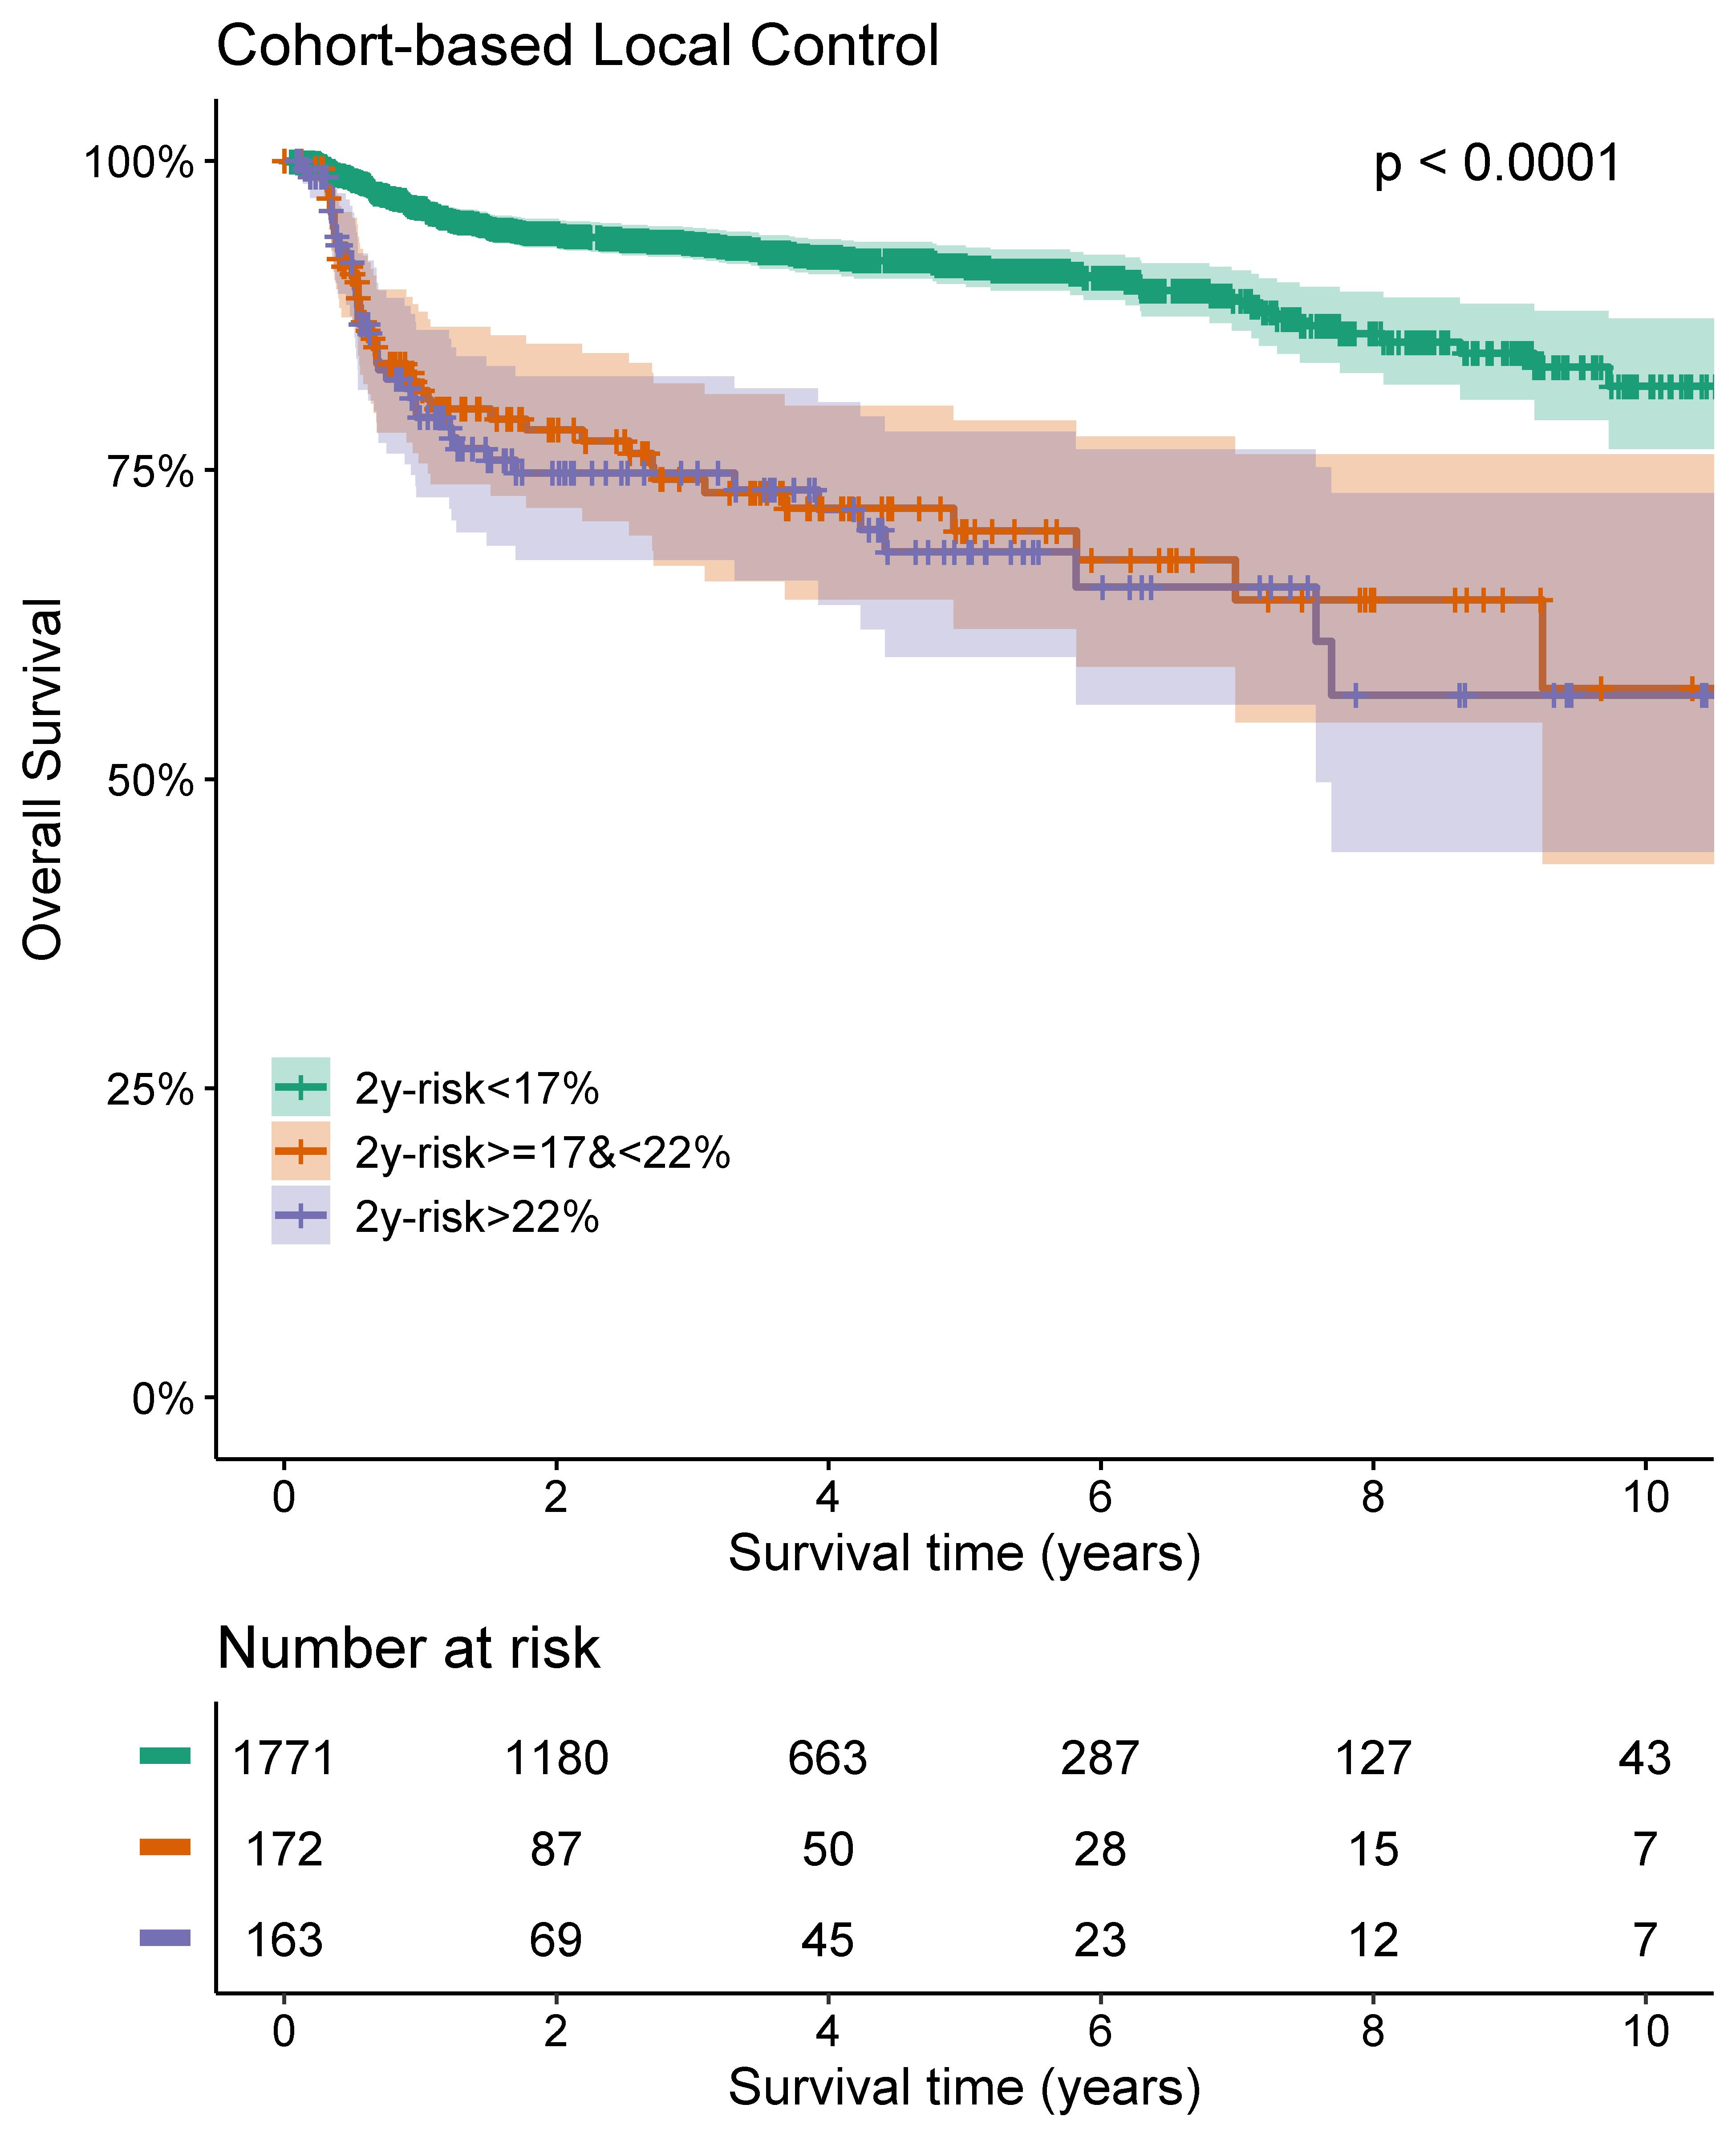 Cohort-based Local Control
p < 0.0001
100%
75%
50%
25%
0%
Overall Survival
2y-risk<17%
2y-risk>=17&<22%
2y-risk>22%
0 2 4 6 8 10
Survival time (years)
Number at risk
1771 1180 663 287 127 43
172 87 50 28 15 7
163 69 45 23 12 7
0 2 4 6 8 10
Survival time (years)